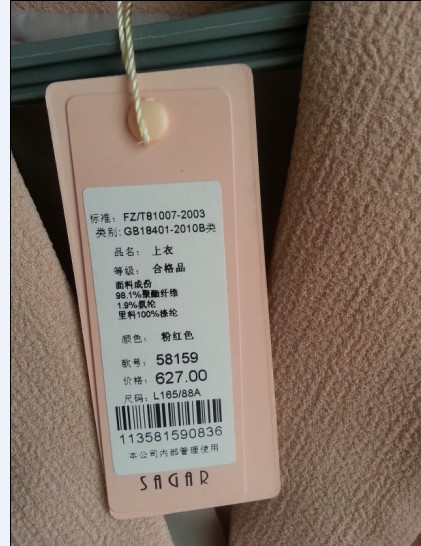 标准：FZ/T81007-2003
类别：GB18401-2010B类
品名：上衣
等级：合格品
面料成份
98.1%聚酯纤维
1.9%氨纶
里料100%涤纶
颜色：粉红色
款号：58159
价格：627.00
尺码：L165/88A
113581590836
本公司内部管理使用
SAGAR